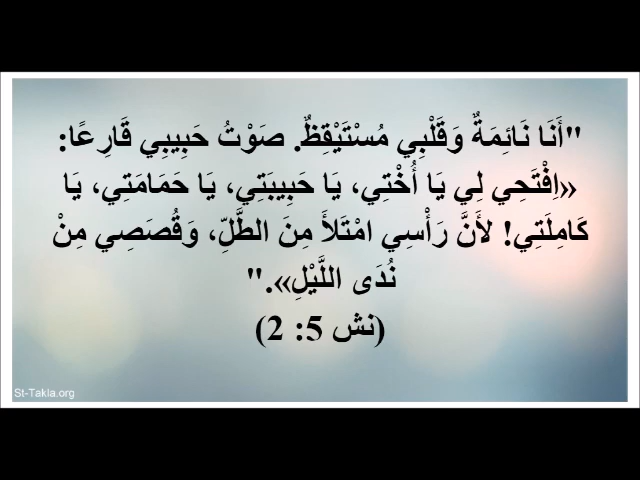 "أَنَا نَائِمَةٌ وَقَلْبِي مُسْتَيْقِظٌ. صَوْتُ حَبِيبِي قَارِعًا:
«اِفْتَحِي لِي يَا أُخْتِي، يَا حَبِيبَتِي، يَا حَمَامَتِي، يَا
كَامِلَتِي! لأَنَّ رَأْسِي امْتَلأَ مِنَ الطَّلِّ، وَقُصَصِي مِنْ
نُدَى اللَّيْلِ»."
(نش 5: 2)
St-Takla.org